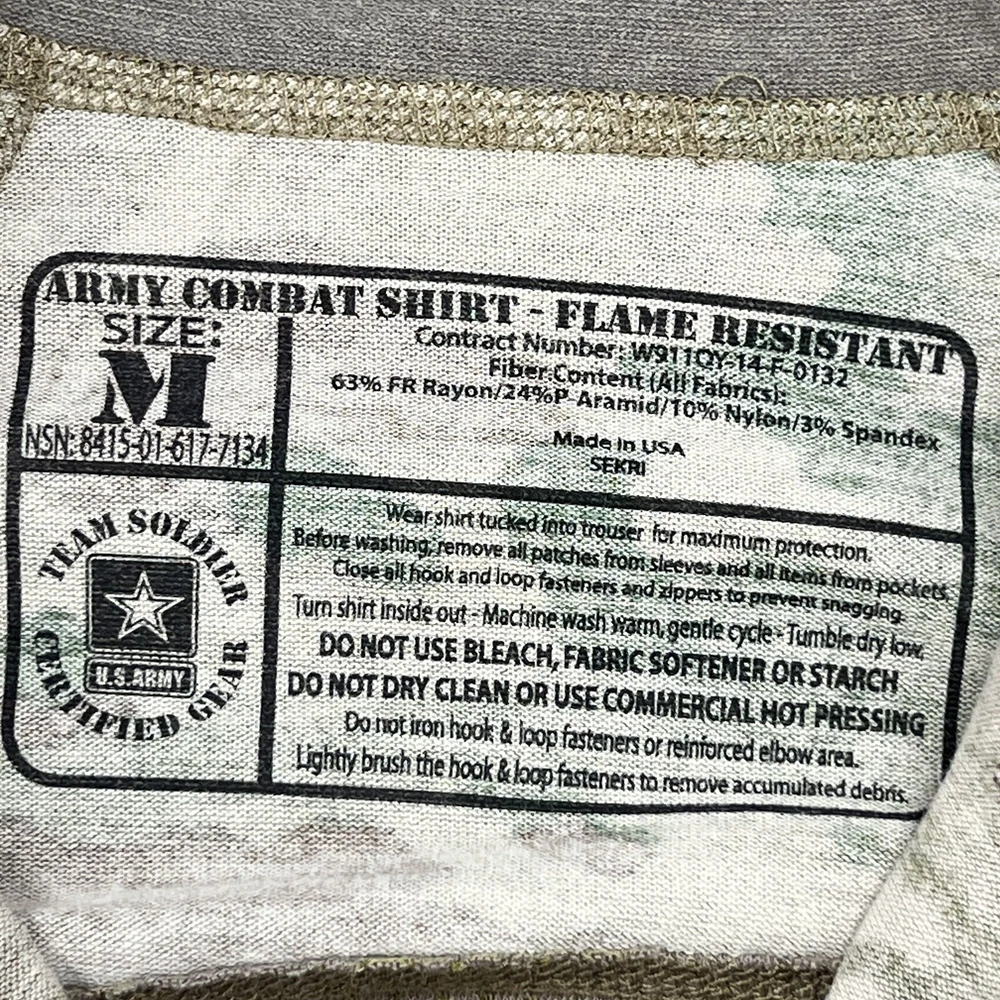 ARMY COMBAT SHIRT - FLAME RESISTANT
SIZE:
M
NSN: 8415-01-617-7134
Contract Number: W911QY-14-F-0132
Fiber Content (All Fabrics):
63% FR Rayon/24%P-Aramid/10% Nylon/3% Spandex
Made in USA
SEKRI
TEAM SOLDIER
U.S.ARMY
CERTIFIED GEAR
Wear shirt tucked into trouser for maximum protection.
Before washing, remove all patches from sleeves and all items from pockets.
Close all hook and loop fasteners and zippers to prevent snagging.
Turn shirt inside out - Machine wash warm, gentle cycle - Tumble dry low.
DO NOT USE BLEACH, FABRIC SOFTENER OR STARCH
DO NOT DRY CLEAN OR USE COMMERCIAL HOT PRESSING
Do not iron hook & loop fasteners or reinforced elbow area.
Lightly brush the hook & loop fasteners to remove accumulated debris.